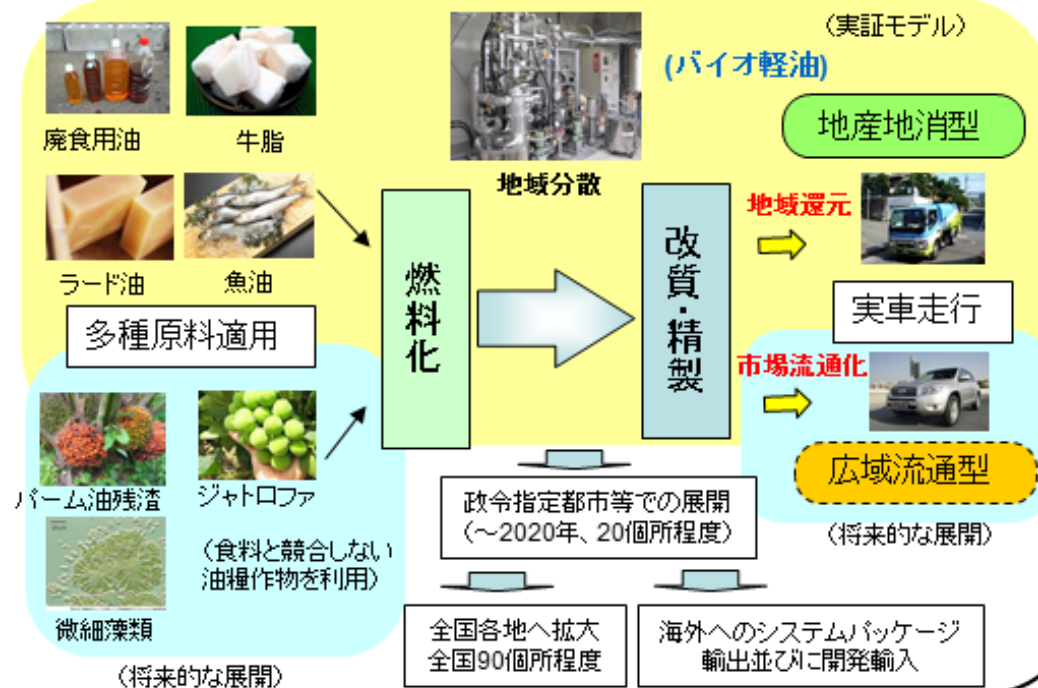 (実証モデル)
(バイオ軽油)
地産地消型
廃食用油
牛脂
地域分散
ラード油
魚油
多種原料適用
燃料化
改質・精製
地域還元
実車走行
市場流通化
広域流通型
(将来的な展開)
パーム油残渣
ジャトロファ
(食料と競合しない
油糧作物を利用)
微細藻類
(将来的な展開)
政令指定都市等での展開
(～2020年、20個所程度)
全国各地へ拡大
全国90個所程度
海外へのシステムパッケージ
輸出並びに開発輸入